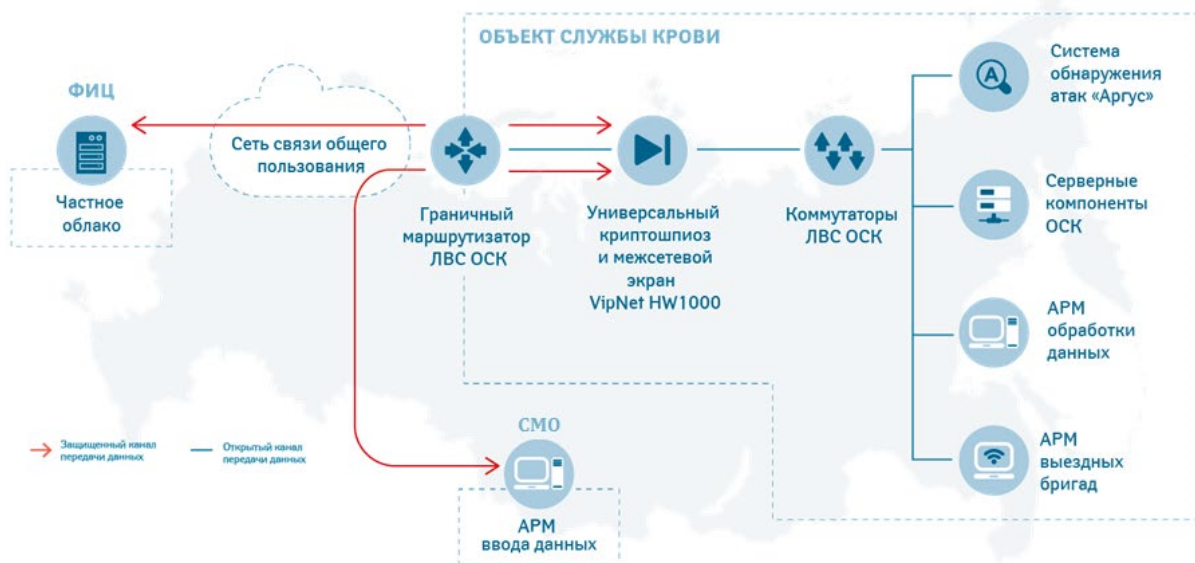 ОБЪЕКТ СЛУЖБЫ КРОВИ
ФИЦ
Частное
облако
Сеть связи общего
пользования
Граничный
маршрутизатор
ЛВС ОСК
Универсальный
криптошпиоз
и межсетевой
экран
VipNet HW1000
Коммутаторы
ЛВС ОСК
А
Система
обнаружения
атак «Аргус»
Серверные
компоненты
ОСК
АРМ
обработки
данных
АРМ
выездных
бригад
СМО
АРМ
ввода данных
Защищенный канал
передачи данных
Открытый канал
передачи данных